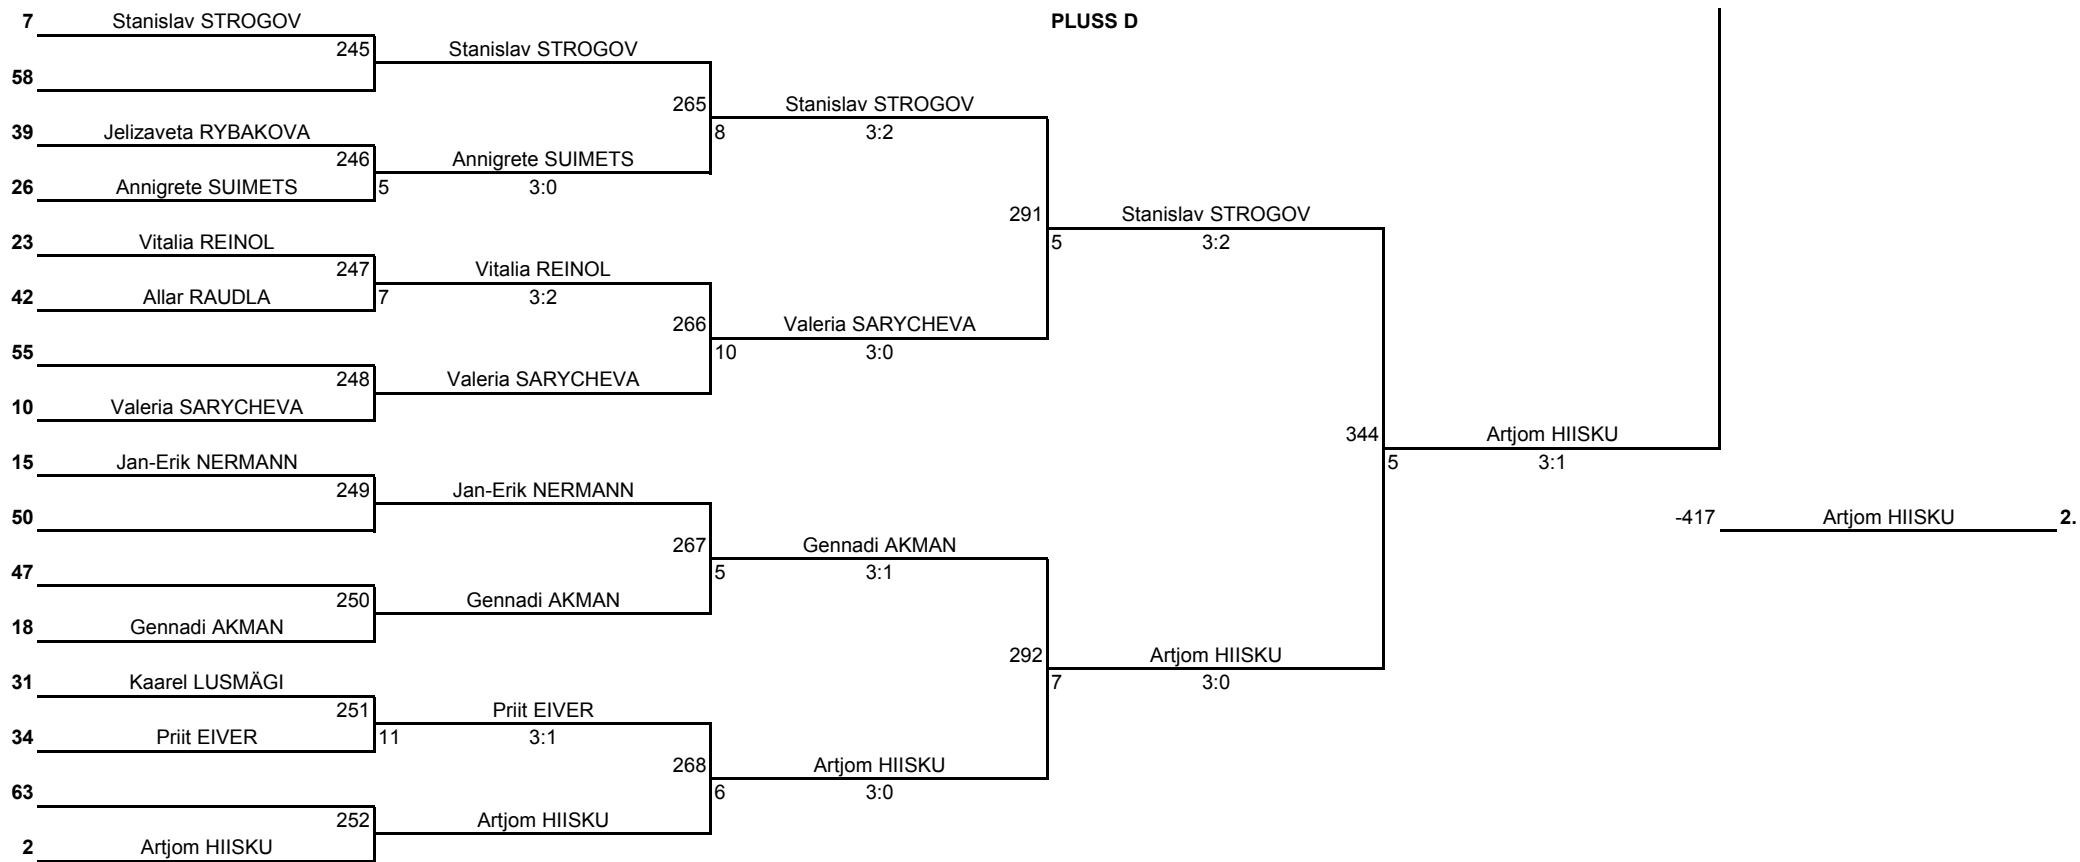 7 Stanislav STROGOV PLUSS D
245 Stanislav STROGOV
58
265 Stanislav STROGOV
39 Jelizaveta RYBAKOVA 8 3:2
246 Annigrete SUIMETS
26 Annigrete SUIMETS 5 3:0
291 Stanislav STROGOV
23 Vitalia REINOL 5 3:2
247 Vitalia REINOL
42 Allar RAUDLA 7 3:2
266 Valeria SARYCHEVA
55 10 3:0
248 Valeria SARYCHEVA
10 Valeria SARYCHEVA
344 Artjom HIISKU
15 Jan-Erik NERMANN 5 3:1
249 Jan-Erik NERMANN
50 -417 Artjom HIISKU 2.
267 Gennadi AKMAN
47 5 3:1
250 Gennadi AKMAN
18 Gennadi AKMAN
292 Artjom HIISKU
31 Kaarel LUSMÄGI 7 3:0
251 Priit EIVER
34 Priit EIVER 11 3:1
268 Artjom HIISKU
63 6 3:0
252 Artjom HIISKU
2 Artjom HIISKU